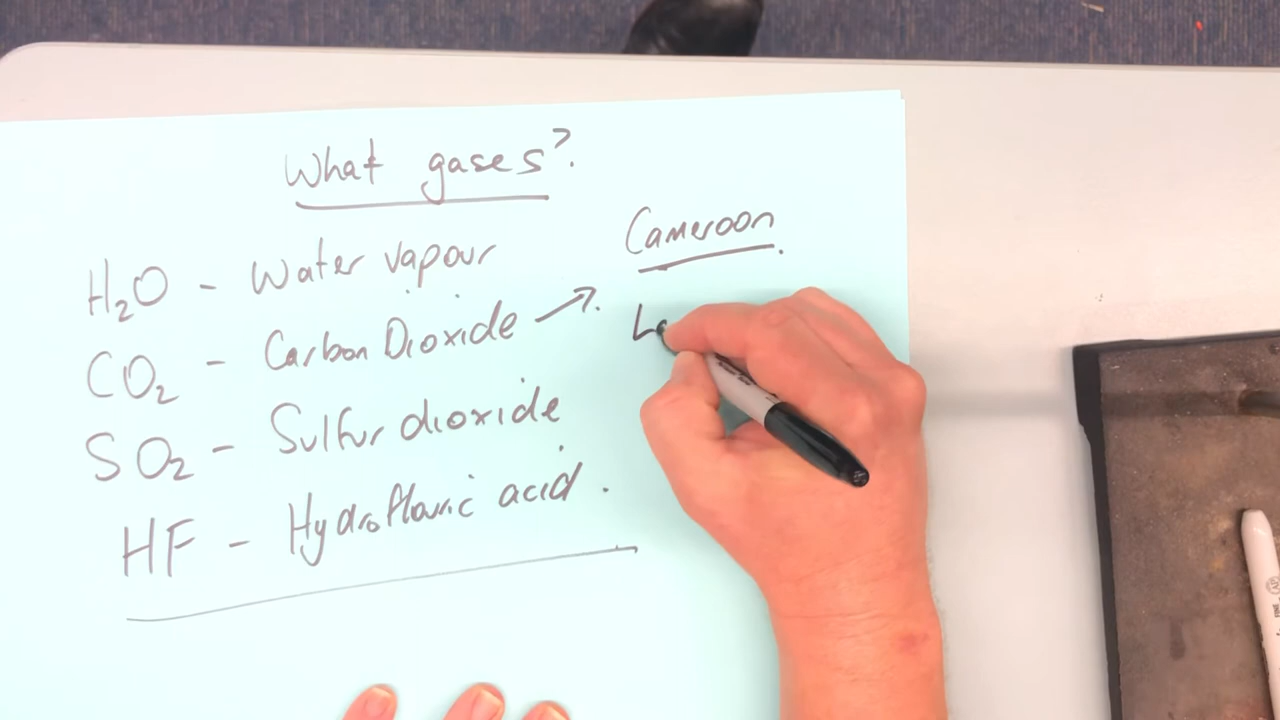 What gases?
H₂O - Water vapour
CO₂ - Carbon Dioxide →
SO₂ - Sulfur dioxide
HF - Hydroflouric acid.
Cameroon